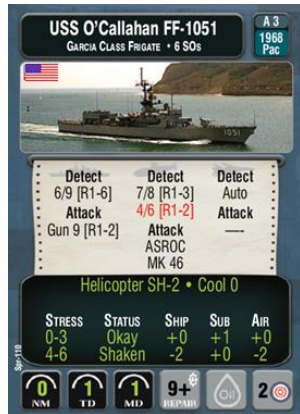 USS O'Callahan FF-1051
Garcia Class Frigate • 6 SOs
A 3
1968
Pac
1051
Detect Detect Detect
6/9 [R1-6] 7/8 [R1-3] Auto
Attack 4/6 [R1-2] Attack
Gun 9 [R1-2] Attack ----
ASROC
MK 46
Helicopter SH-2 • Cool 0
Stress Status Ship Sub Air
0-3 Okay +0 +1 +0
4-6 Shaken -2 +0 -2
Spr-110
0 1 1 9+ Oil 2
NM TD MD REPAIR